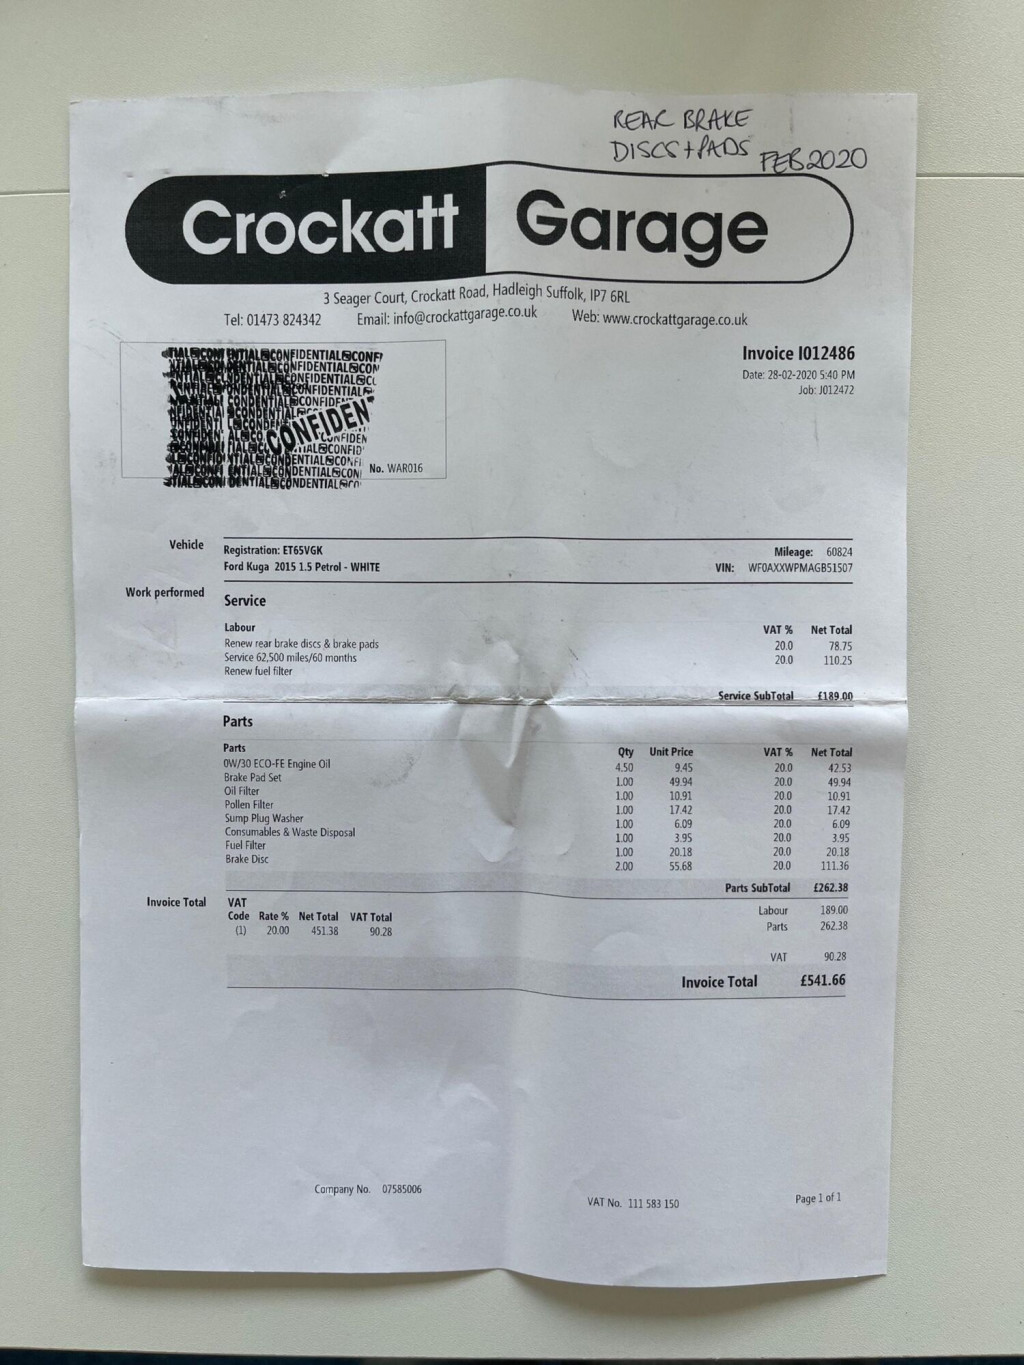 REAR BRAKE
DISCS + PADS FEB 2020
Crockatt Garage
3 Seager Court, Crockatt Road, Hadleigh Suffolk, IP7 6RL
Tel: 01473 824342 Email: info@crockattgarage.co.uk Web: www.crockattgarage.co.uk
Invoice I012486
Date: 28-02-2020 5:40 PM
Job: J012472
CONFIDEN
No. WAR016
Vehicle
Registration: ET65VGK Mileage: 60824
Ford Kuga 2015 1.5 Petrol - WHITE VIN: WF0AXXWPMAGB51507
Work performed
Service
Labour VAT % Net Total
Renew rear brake discs & brake pads 20.0 78.75
Service 62,500 miles/60 months 20.0 110.25
Renew fuel filter
Service SubTotal £189.00
Parts
Parts Qty Unit Price VAT % Net Total
0W/30 ECO-FE Engine Oil 4.50 9.45 20.0 42.53
Brake Pad Set 1.00 49.94 20.0 49.94
Oil Filter 1.00 10.91 20.0 10.91
Pollen Filter 1.00 17.42 20.0 17.42
Sump Plug Washer 1.00 6.09 20.0 6.09
Consumables & Waste Disposal 1.00 3.95 20.0 3.95
Fuel Filter 1.00 20.18 20.0 20.18
Brake Disc 2.00 55.68 20.0 111.36
Parts SubTotal £262.38
Invoice Total VAT Labour 189.00
Code Rate % Net Total VAT Total Parts 262.38
(1) 20.00 451.38 90.28
VAT 90.28
Invoice Total £541.66
Company No. 07585006
VAT No. 111 583 150
Page 1 of 1